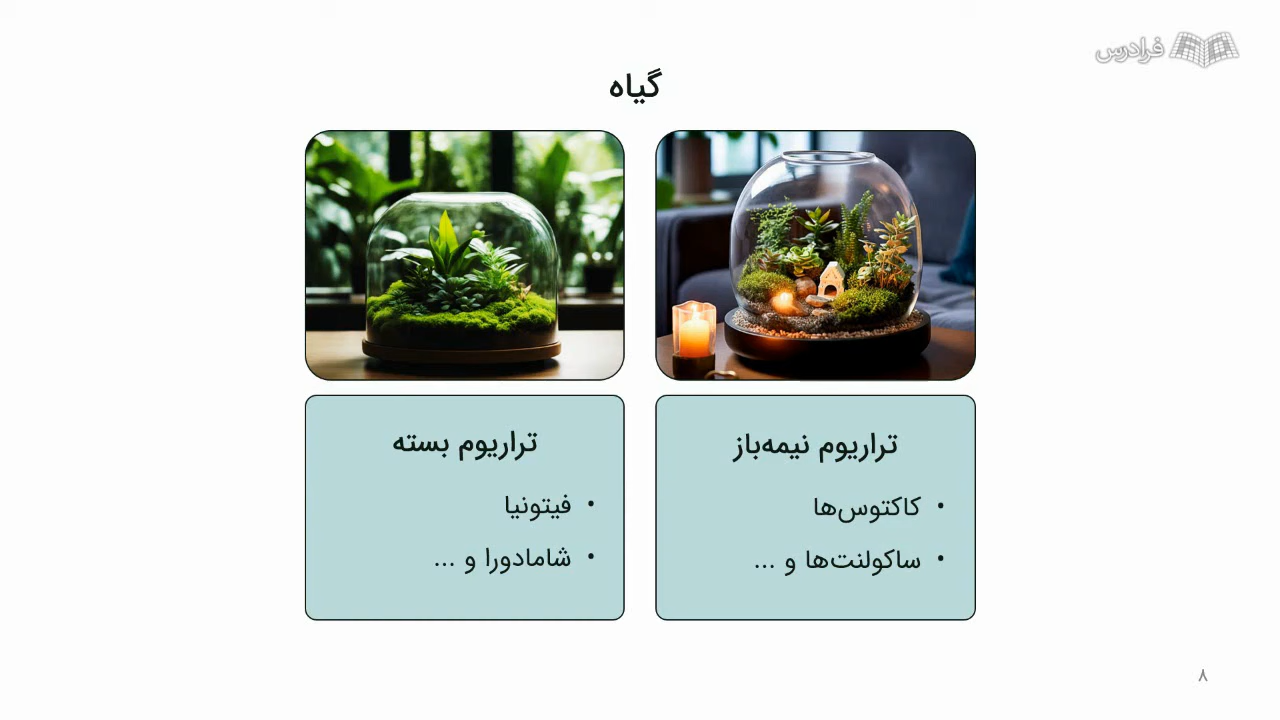 فرادرس
گیاه
تراریوم نیمه‌باز
• کاکتوس‌ها
• ساکولنت‌ها و ...
تراریوم بسته
• فیتونیا
• شامادورا و ...
۸